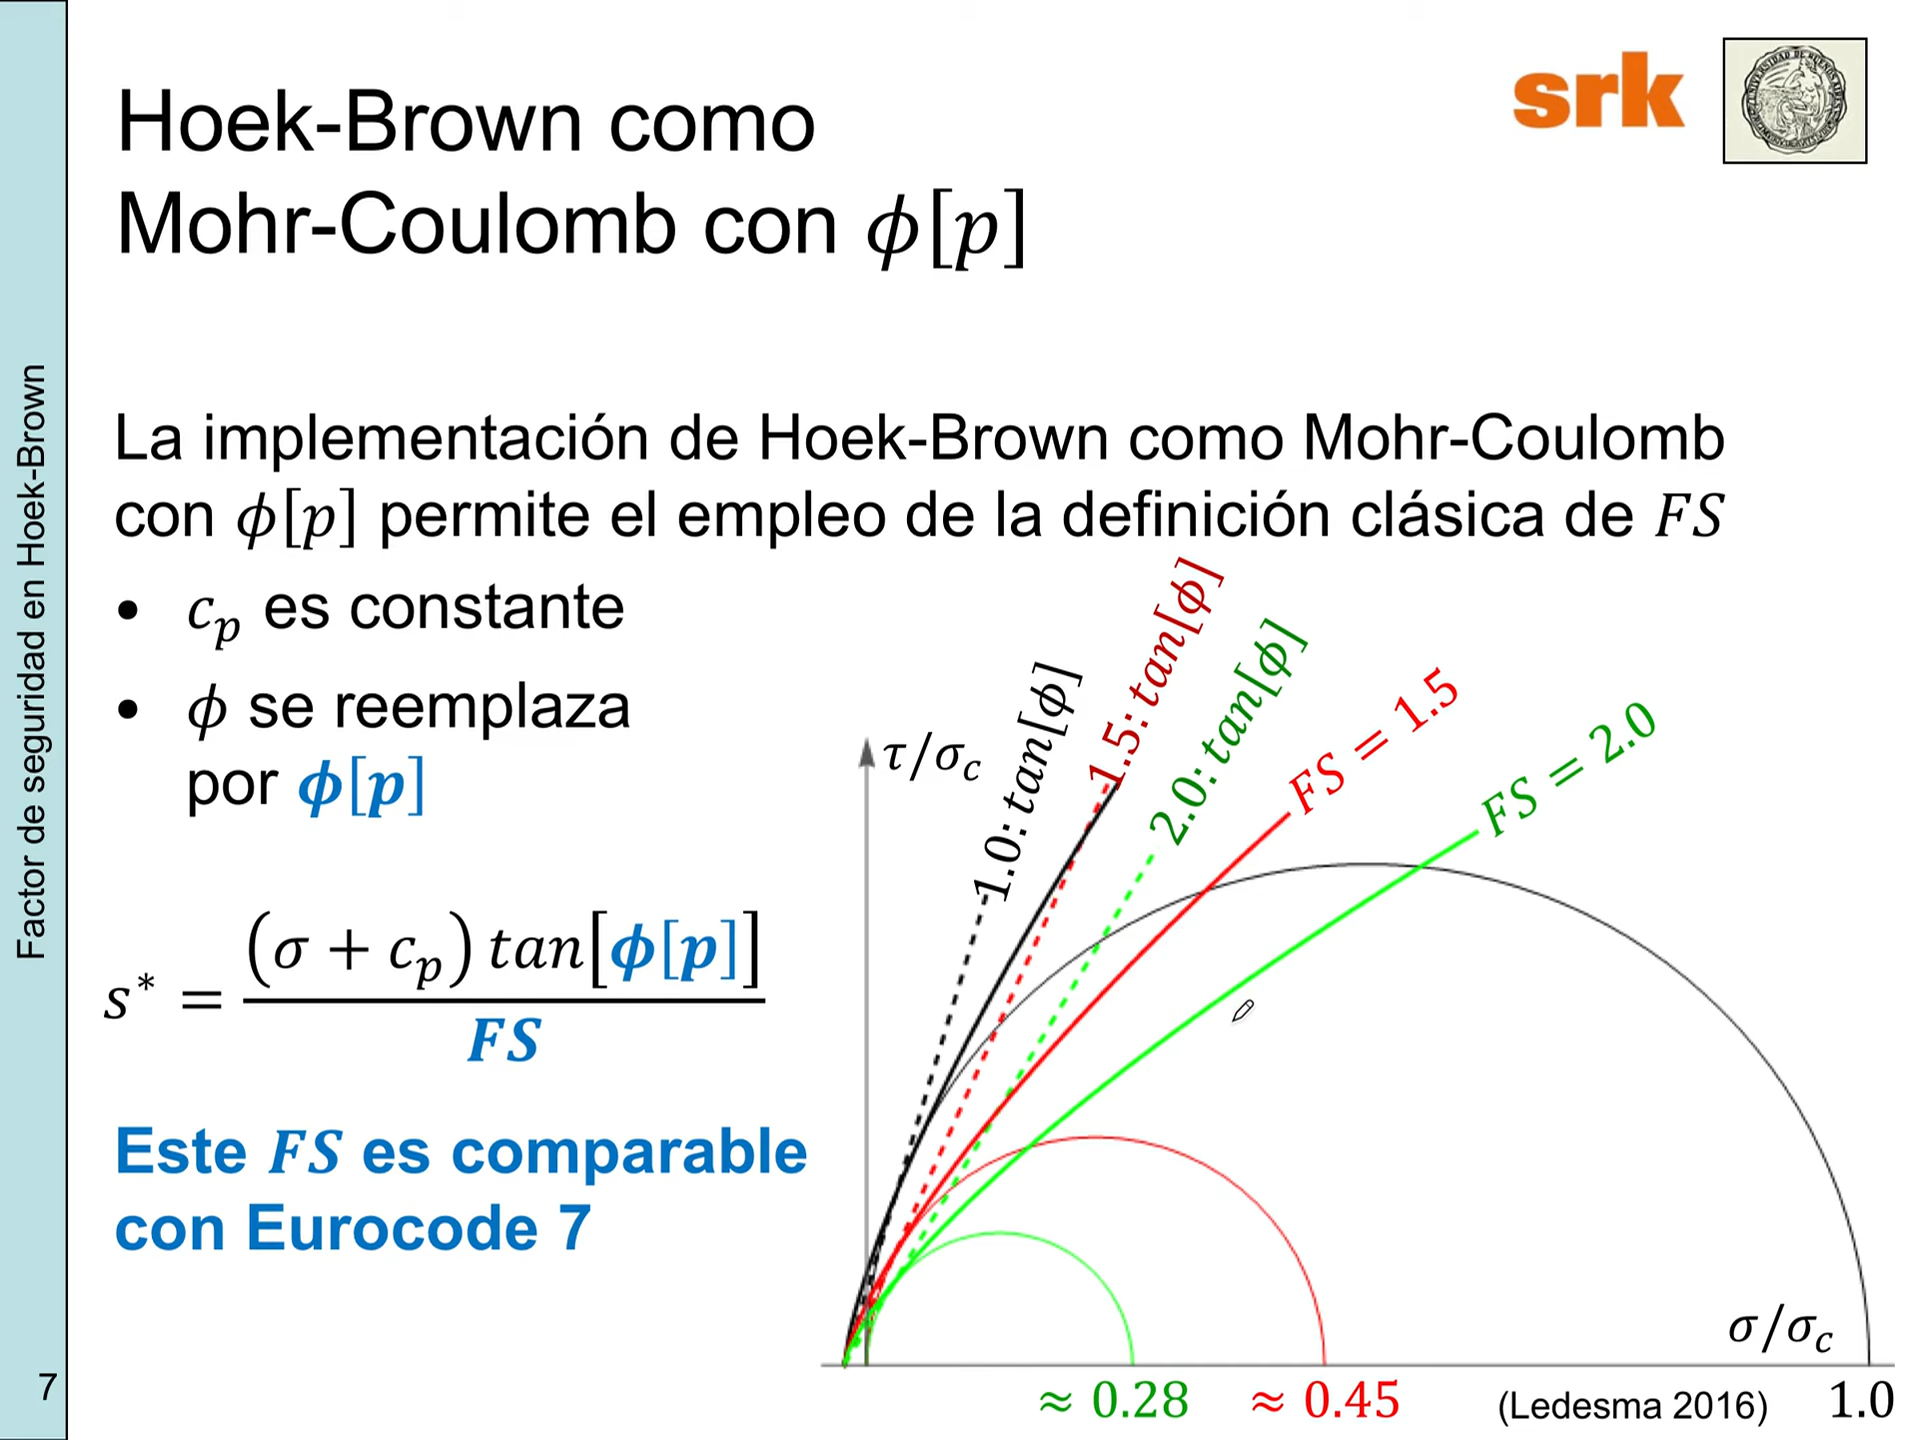 srk
Hoek-Brown como
Mohr-Coulomb con ϕ[p]
Factor de seguridad en Hoek-Brown
La implementación de Hoek-Brown como Mohr-Coulomb
con ϕ[p] permite el empleo de la definición clásica de FS
• cₚ es constante
• ϕ se reemplaza
por ϕ[p]
s* = (σ + cₚ) tan[ϕ[p]]
FS
Este FS es comparable
con Eurocode 7
τ/σ_c
1.0: tan[ϕ]
1.5: tan[ϕ]
2.0: tan[ϕ]
FS = 1.5
FS = 2.0
σ/σ_c
≈ 0.28
≈ 0.45
(Ledesma 2016)
1.0
7